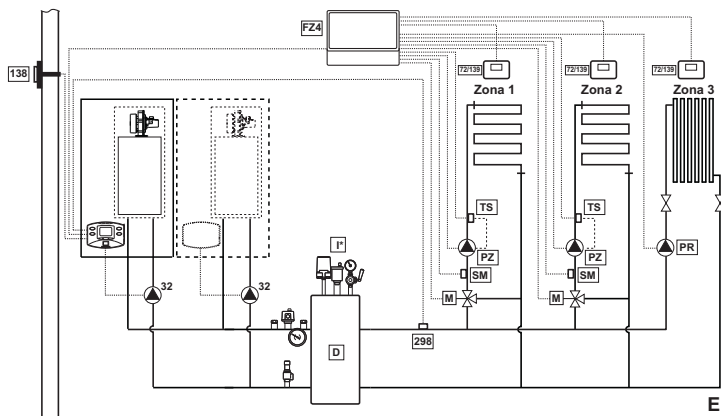 FZ4
138
72/139
72/139
72/139
Zona 1
Zona 2
Zona 3
TS
TS
I*
PZ
PZ
PR
SM
SM
32
32
M
M
298
D
E